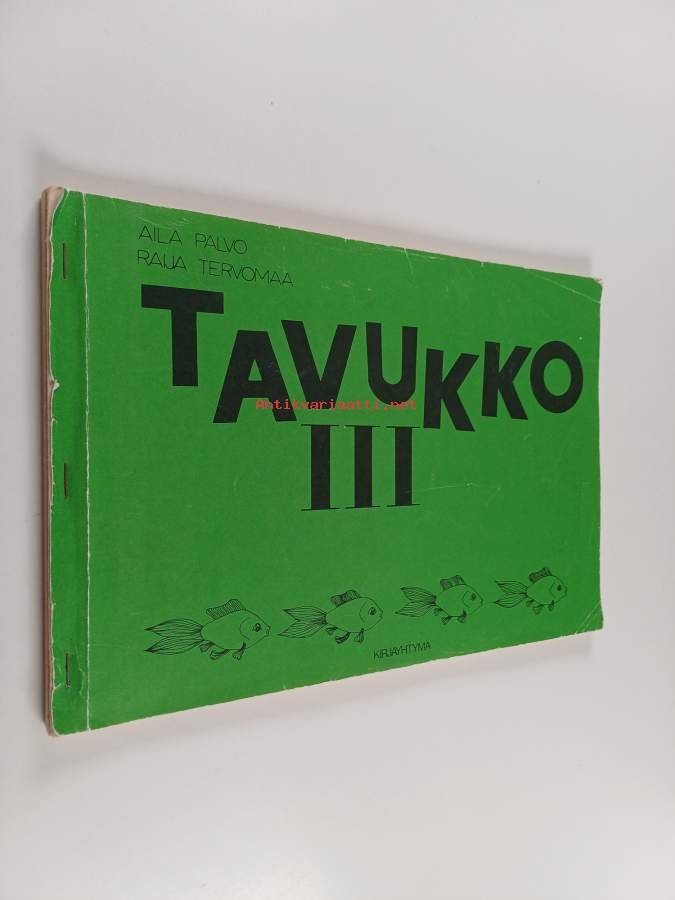 AILA PALVO
RAIJA TERVOMAA
TAVUKKO
Antikvariaatti.net
III
KIRJAYHTYMÄ